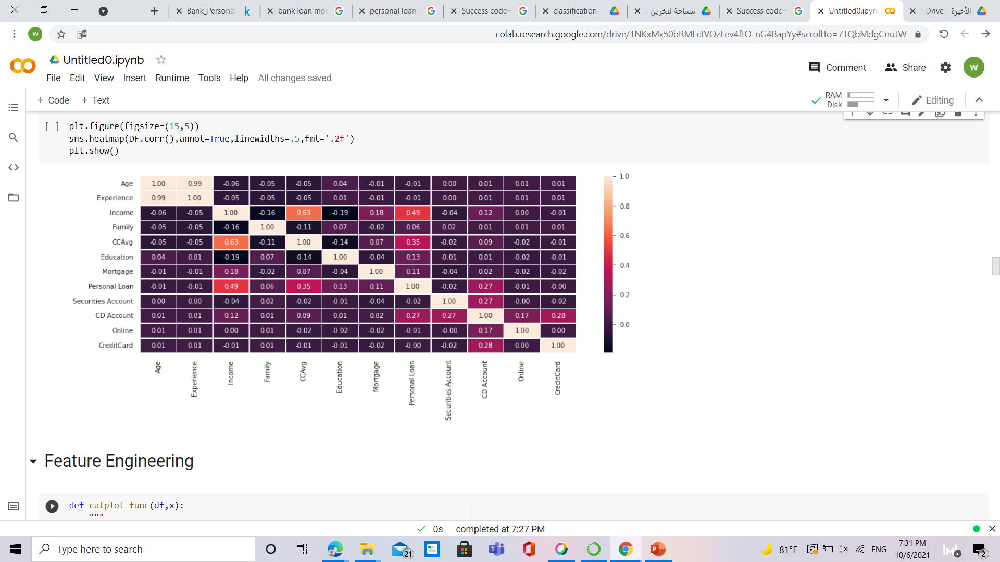 Bank_Personal
bank loan mod
personal loan
Success code=
classification -
مساحة لتخزين
Success code=
Untitled0.ipyn
الأخيرة - Drive
W
colab.research.google.com/drive/1NKxMx50bRMLctVOzLev4ftO_nG4BapYy#scrollTo=7TQbMdgCnuJW
Untitled0.ipynb
Comment
Share
W
File Edit View Insert Runtime Tools Help All changes saved
+ Code + Text
RAM
Disk
Editing
[ ] plt.figure(figsize=(15,5))
sns.heatmap(DF.corr(),annot=True,linewidths=.5,fmt='.2f')
plt.show()
Age 1.00 0.99 -0.06 -0.05 -0.05 0.04 -0.01 -0.01 0.00 0.01 0.01 0.01
Experience 0.99 1.00 -0.05 -0.05 -0.05 0.01 -0.01 -0.01 0.00 0.01 0.01 0.01
Income -0.06 -0.05 1.00 -0.16 0.63 -0.19 0.18 0.49 -0.04 0.12 0.00 -0.01
Family -0.05 -0.05 -0.16 1.00 -0.11 0.07 -0.02 0.06 0.02 0.01 0.01 0.01
CCAvg -0.05 -0.05 0.63 -0.11 1.00 -0.14 0.07 0.35 -0.02 0.09 -0.02 -0.01
Education 0.04 0.01 -0.19 0.07 -0.14 1.00 -0.04 0.13 -0.01 0.01 -0.02 -0.01
Mortgage -0.01 -0.01 0.18 -0.02 0.07 -0.04 1.00 0.11 -0.04 0.02 -0.02 -0.02
Personal Loan -0.01 -0.01 0.49 0.06 0.35 0.13 0.11 1.00 -0.02 0.27 -0.01 -0.00
Securities Account 0.00 0.00 -0.04 0.02 -0.02 -0.01 -0.04 -0.02 1.00 0.27 -0.00 -0.02
CD Account 0.01 0.01 0.12 0.01 0.09 0.01 0.02 0.27 0.27 1.00 0.17 0.28
Online 0.01 0.01 0.00 0.01 -0.02 -0.02 -0.02 -0.01 -0.00 0.17 1.00 0.00
CreditCard 0.01 0.01 -0.01 0.01 -0.01 -0.01 -0.02 -0.00 -0.02 0.28 0.00 1.00
Age
Experience
Income
Family
CCAvg
Education
Mortgage
Personal Loan
Securities Account
CD Account
Online
CreditCard
1.0
0.8
0.6
0.4
0.2
0.0
Feature Engineering
def catplot_func(df,x):
"""
0s completed at 7:27 PM
Type here to search
21
81°F
ENG
7:31 PM
10/6/2021
2
2